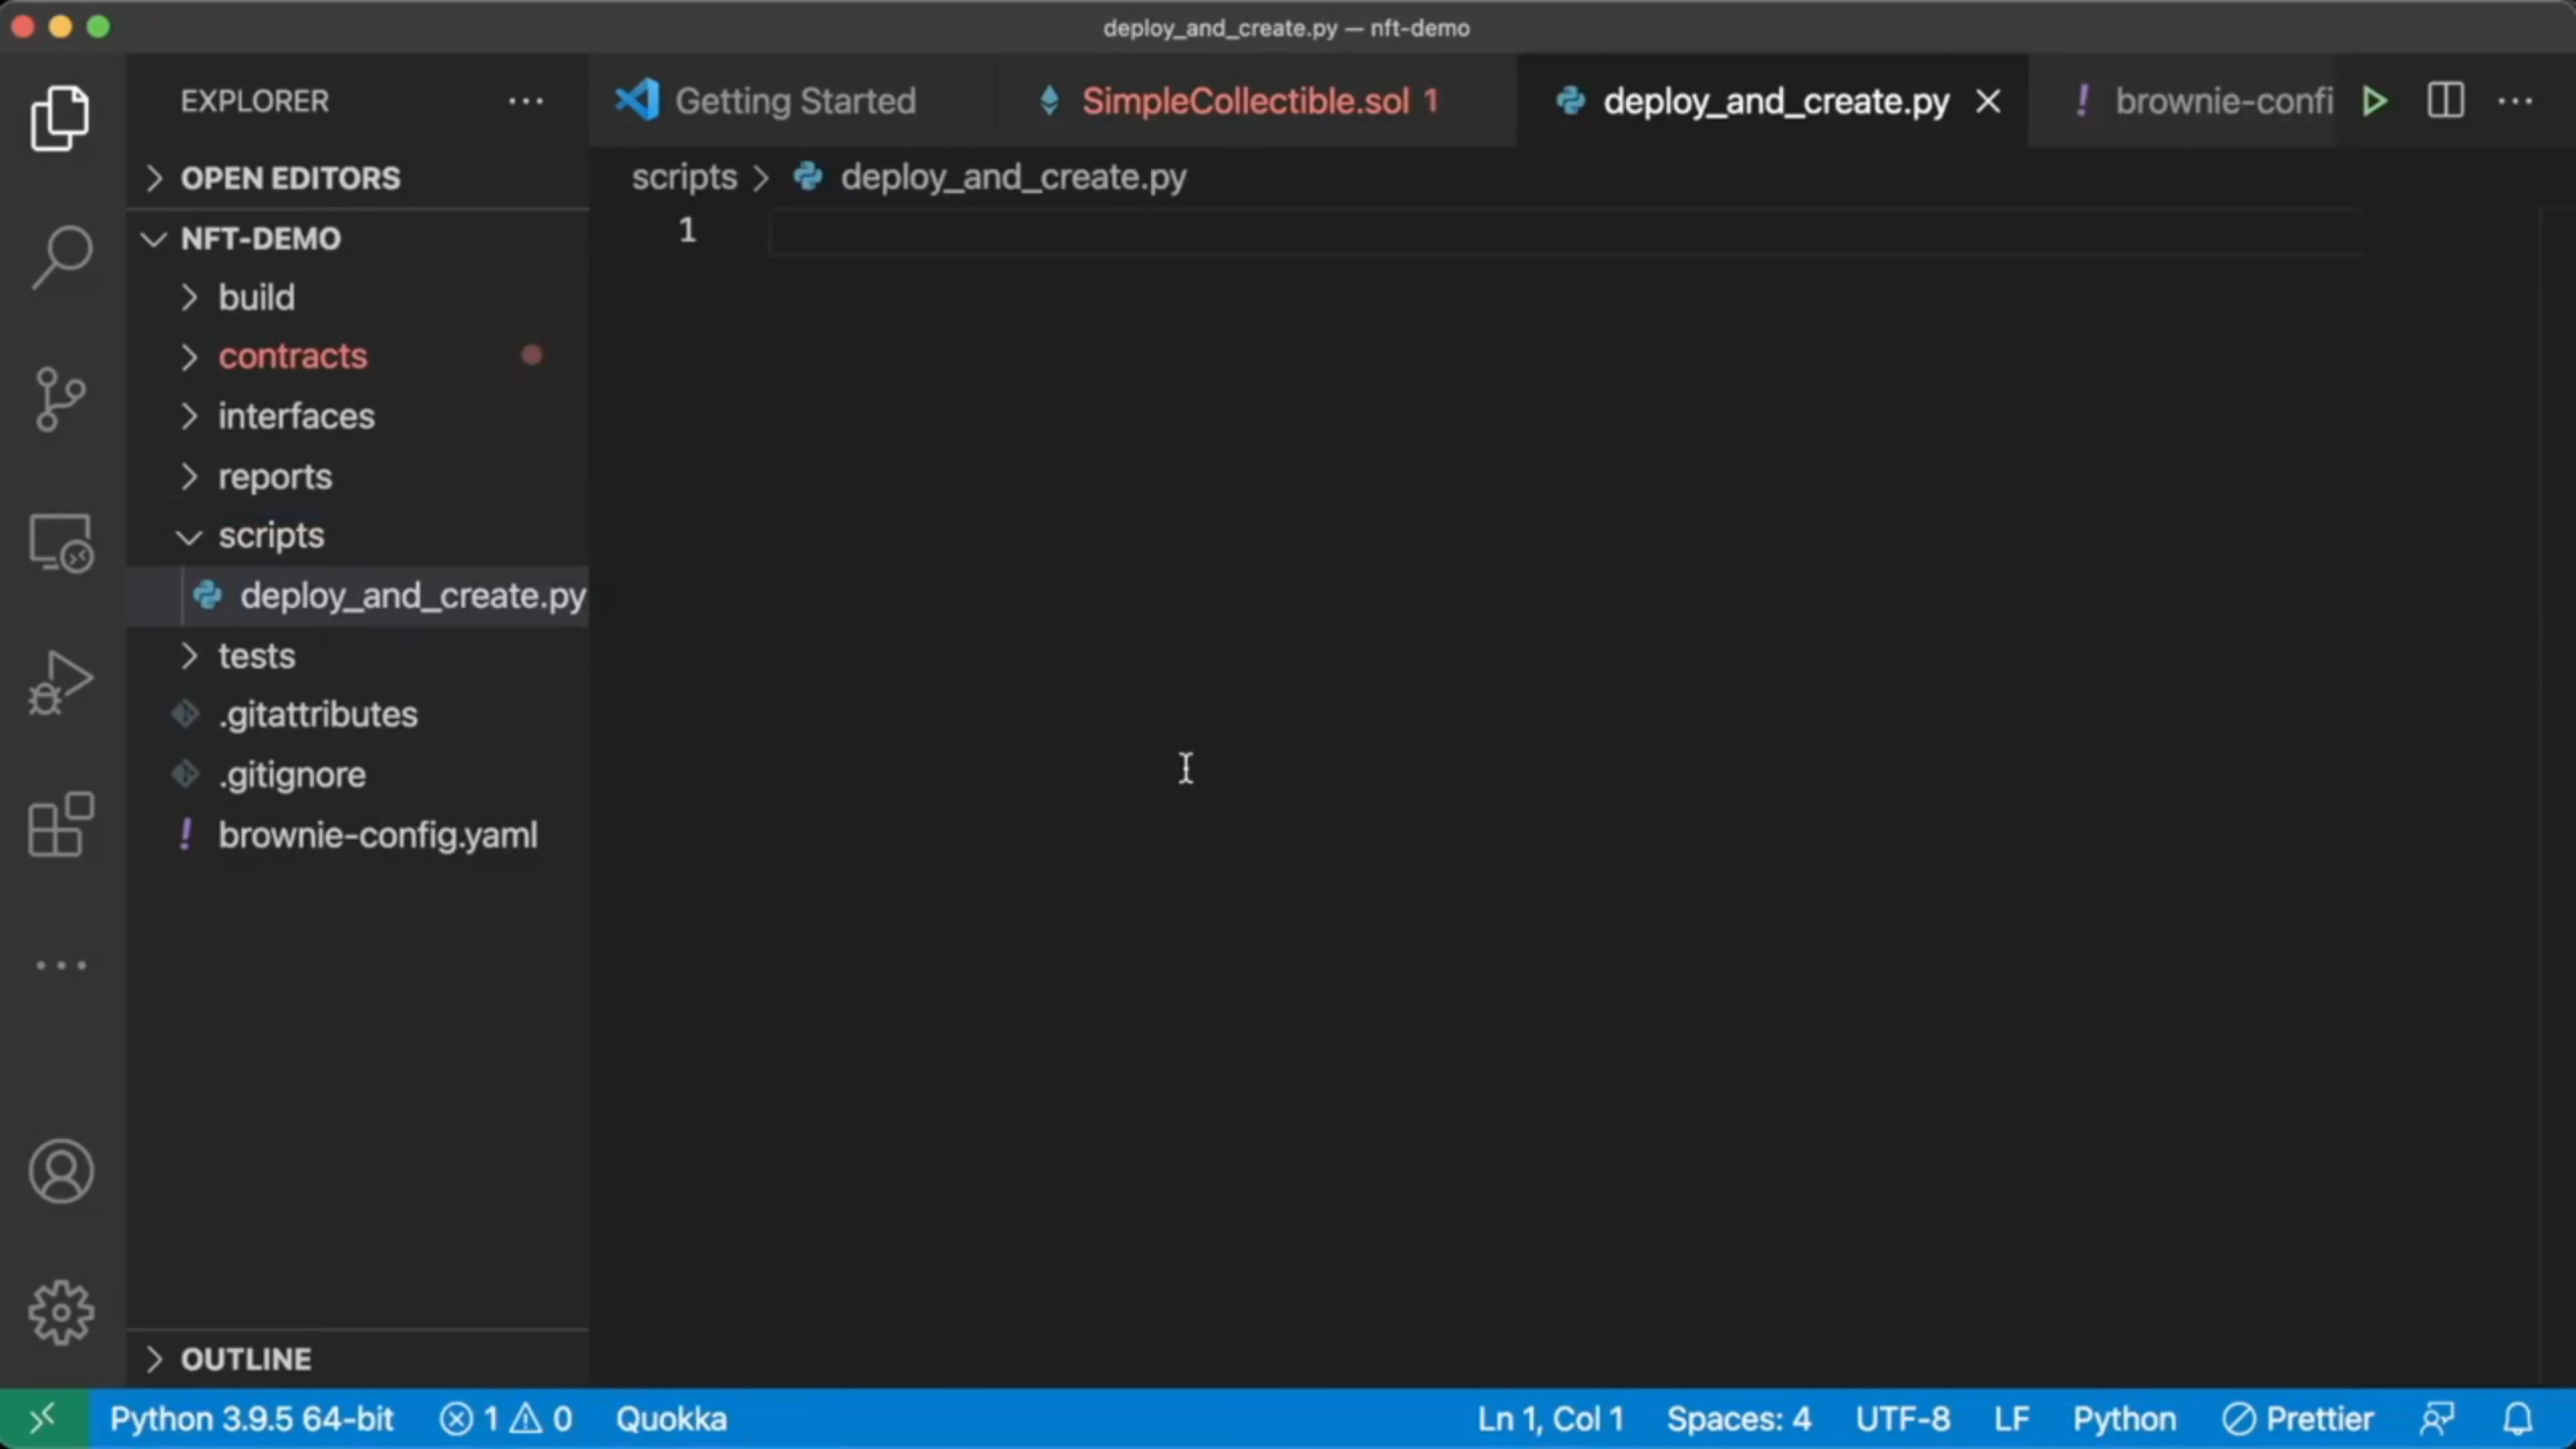 deploy_and_create.py — nft-demo
EXPLORER
Getting Started
SimpleCollectible.sol 1
deploy_and_create.py
brownie-confi
OPEN EDITORS
scripts > deploy_and_create.py
NFT-DEMO
1
build
contracts
interfaces
reports
scripts
deploy_and_create.py
tests
.gitattributes
.gitignore
! brownie-config.yaml
OUTLINE
Python 3.9.5 64-bit 1 0 Quokka Ln 1, Col 1 Spaces: 4 UTF-8 LF Python Prettier